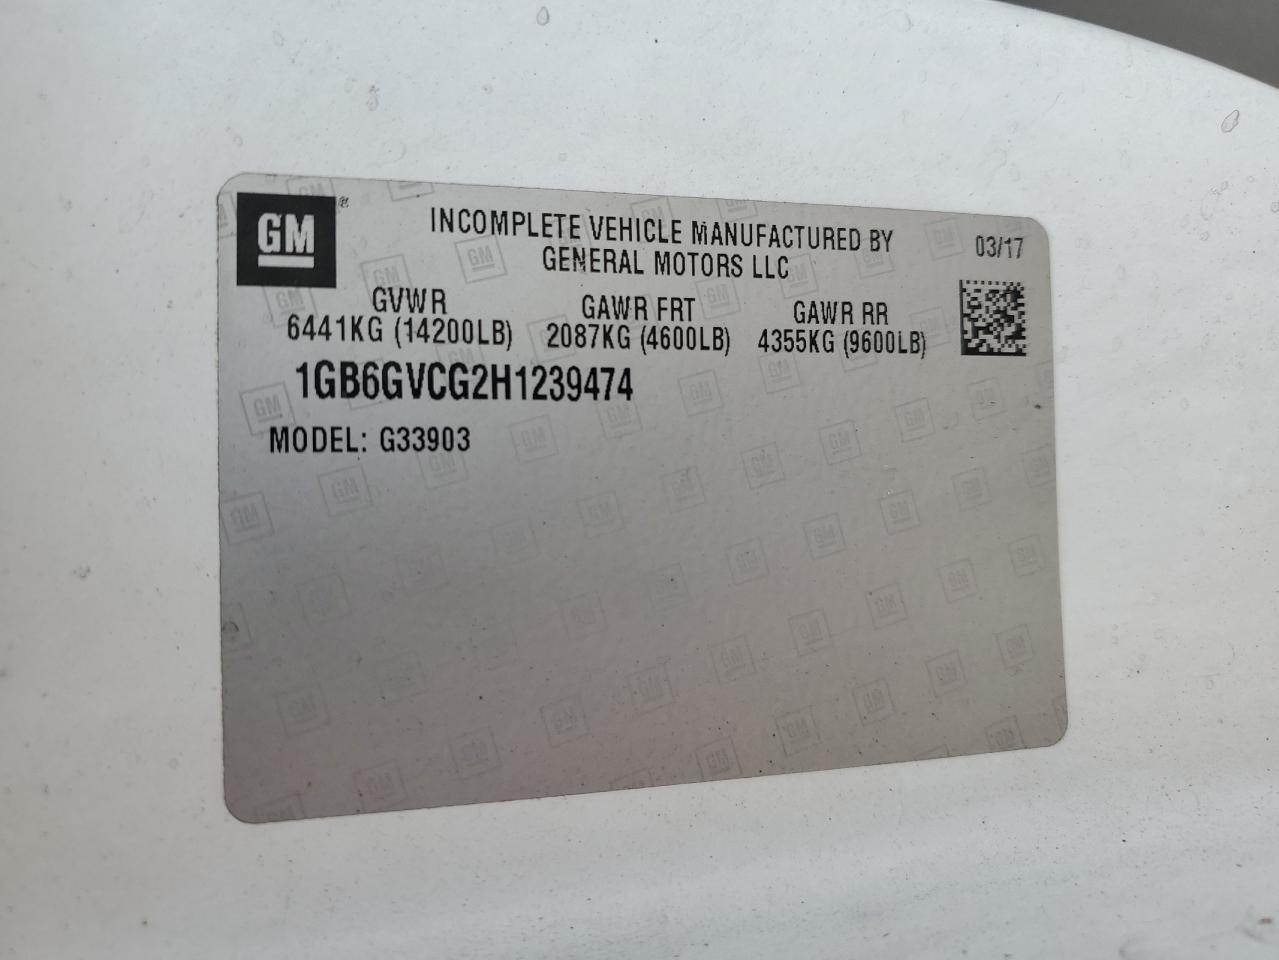 GM ®
INCOMPLETE VEHICLE MANUFACTURED BY
GENERAL MOTORS LLC
03/17
GVWR
6441KG (14200LB)
GAWR FRT
2087KG (4600LB)
GAWR RR
4355KG (9600LB)
1GB6GVCG2H1239474
MODEL: G33903